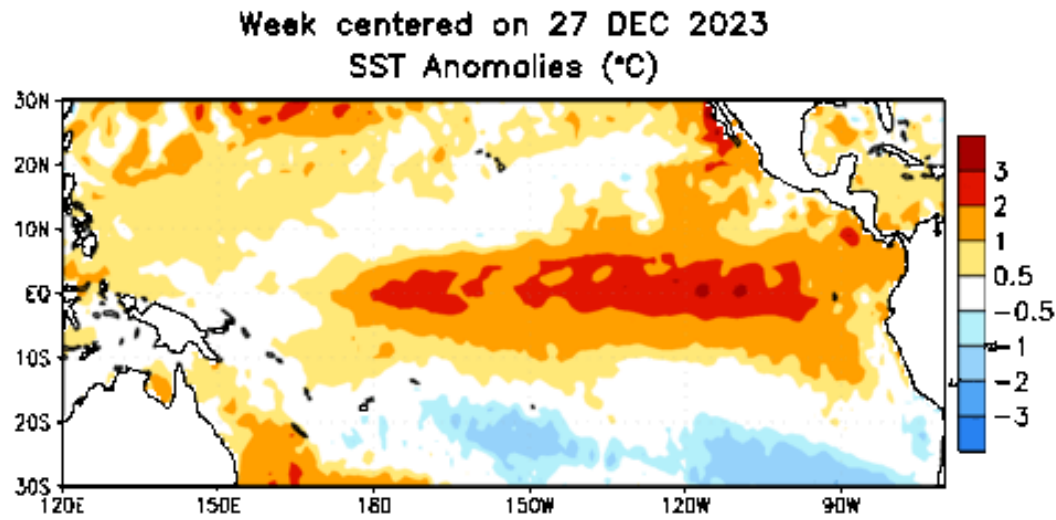 Week centered on 27 DEC 2023
SST Anomalies (°C)
30N
20N
10N
EQ
10S
20S
30S
120E 150E 180 150W 120W 90W
3
2
1
0.5
-0.5
-1
-2
-3